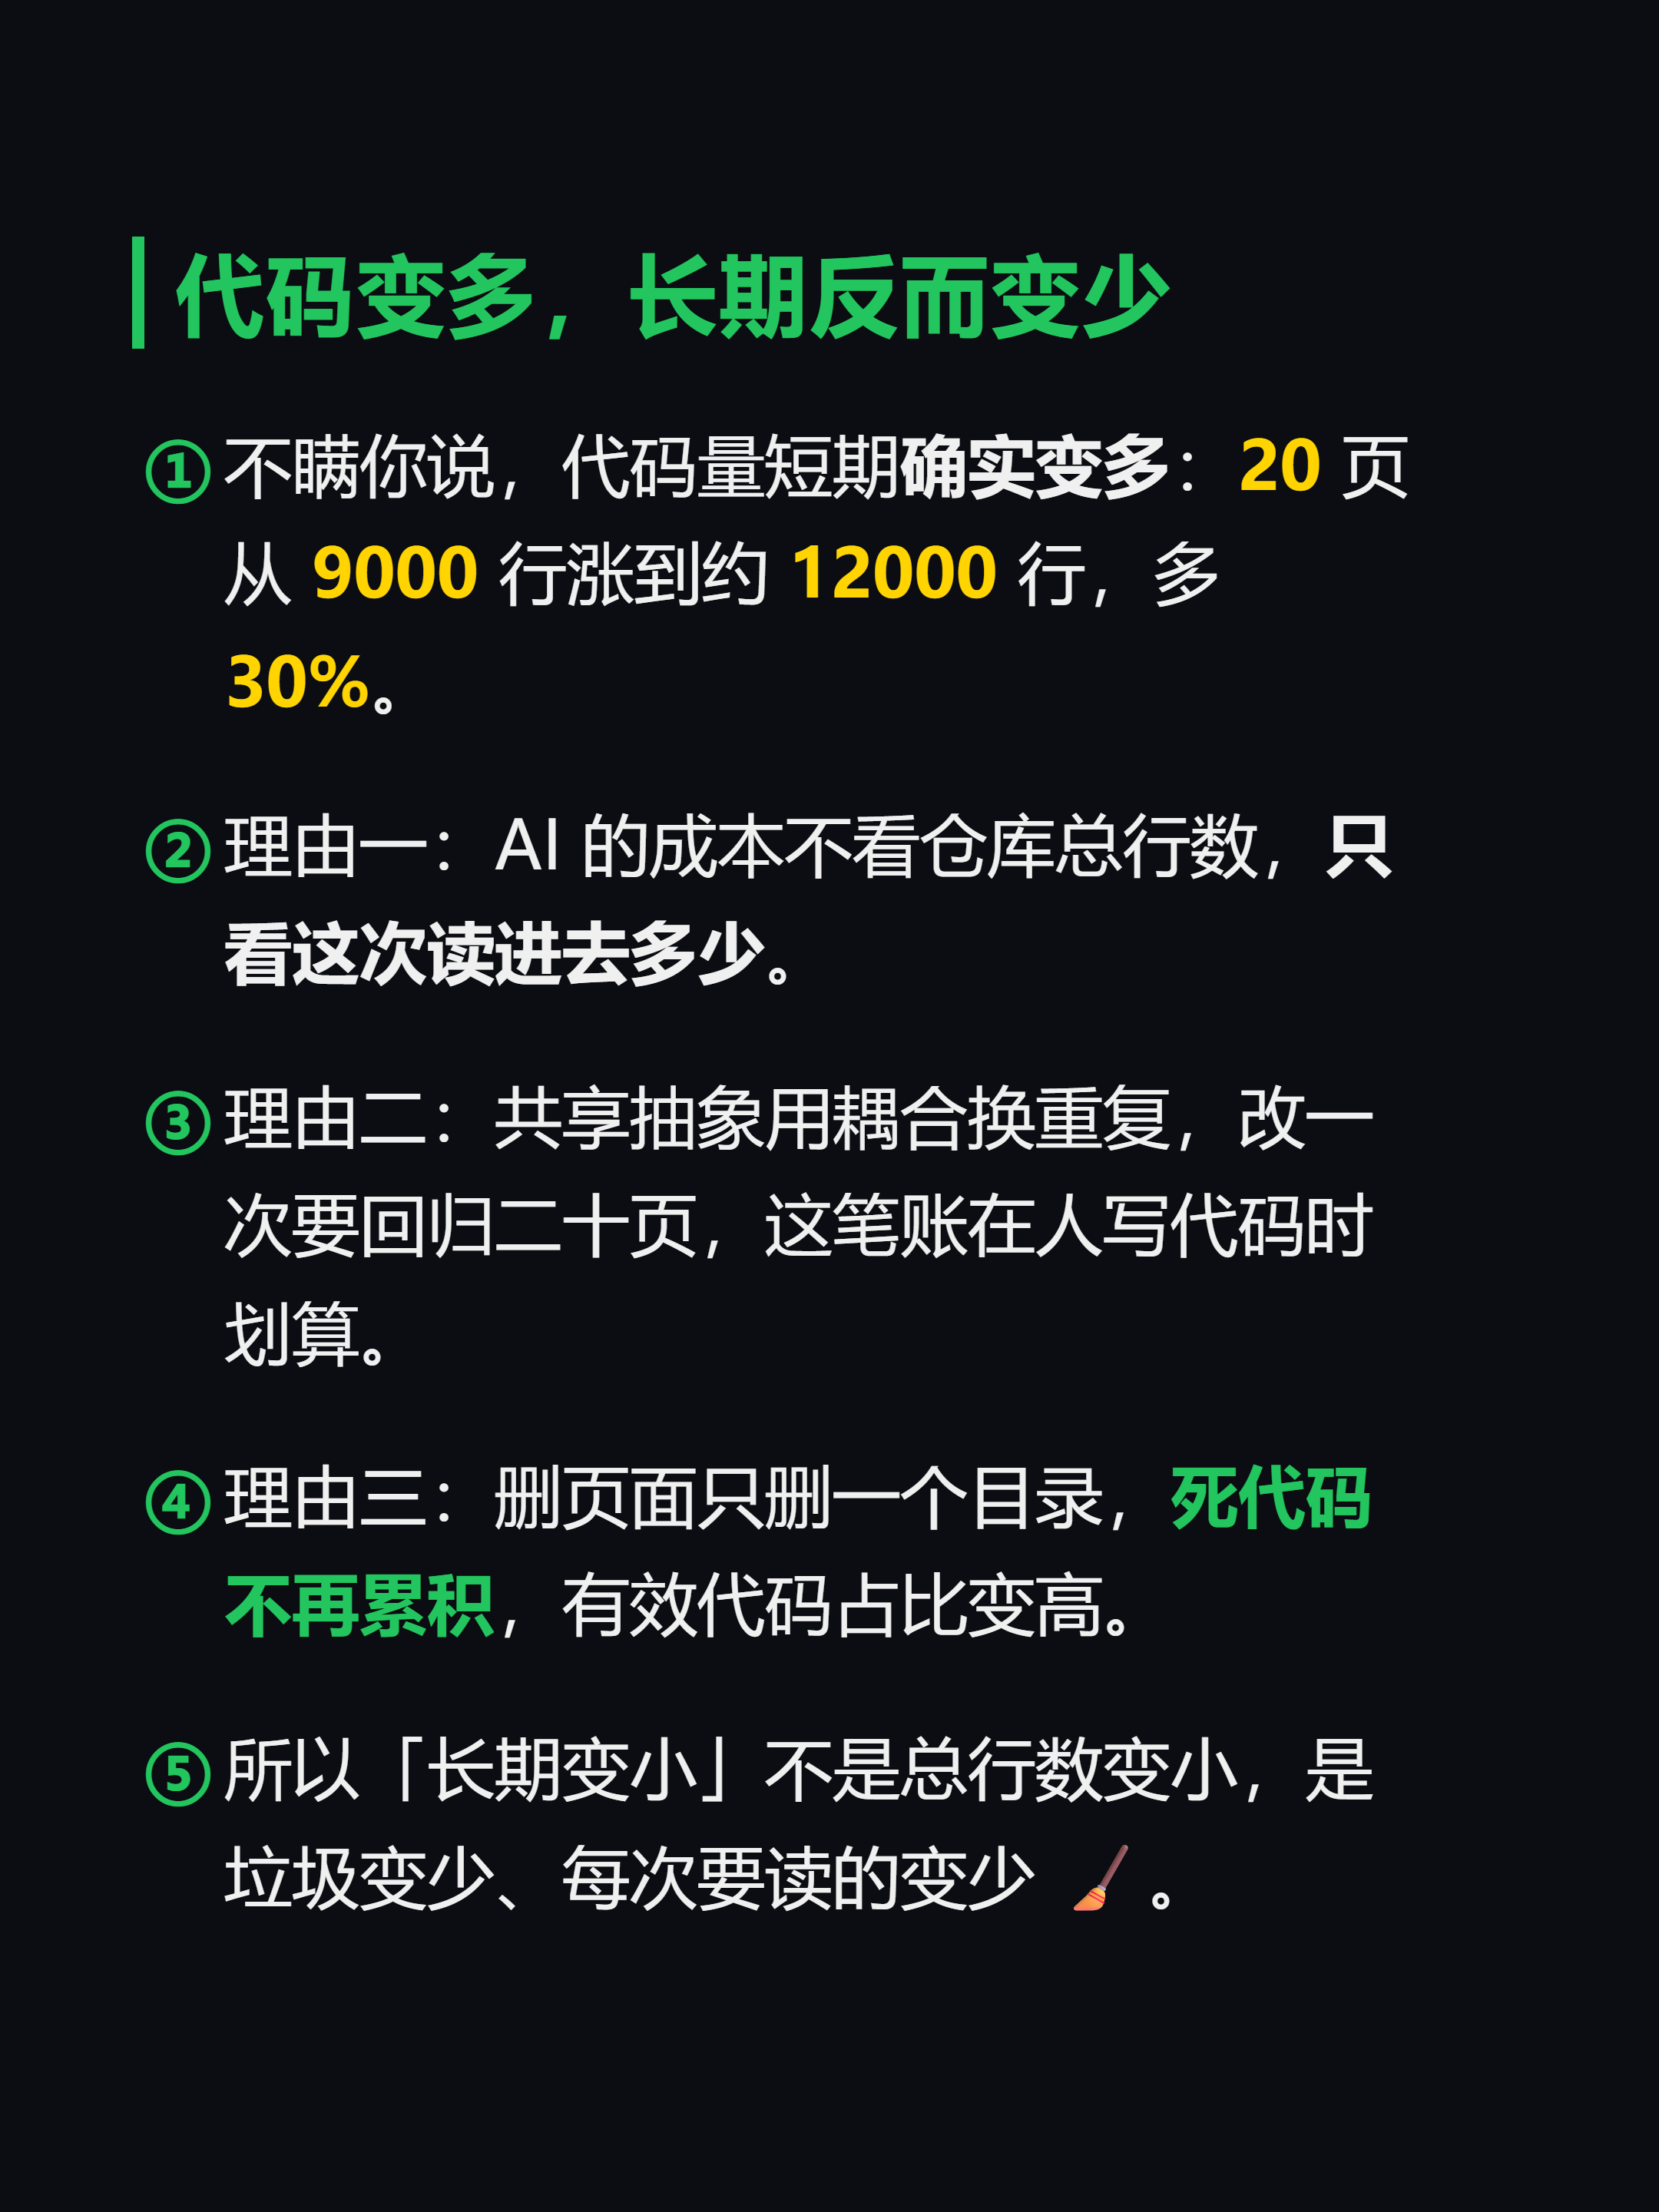 代码变多，长期反而变少
①不瞒你说，代码量短期确实变多：20 页
从 9000 行涨到约 12000 行，多
30%。
②理由一：AI 的成本不看仓库总行数，只
看这次读进去多少。
③理由二：共享抽象用耦合换重复，改一
次要回归二十页，这笔账在人写代码时
划算。
④理由三：删页面只删一个目录，死代码
不再累积，有效代码占比变高。
⑤所以「长期变小」不是总行数变小，是
垃圾变少、每次要读的变少 🧹。